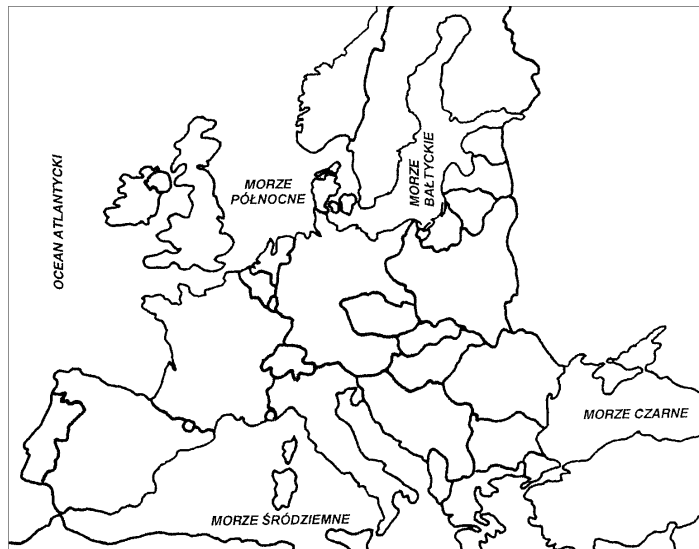 OCEAN ATLANTYCKI
MORZE
PÓŁNOCNE
MORZE
BAŁTYCKIE
MORZE CZARNE
MORZE ŚRÓDZIEMNE